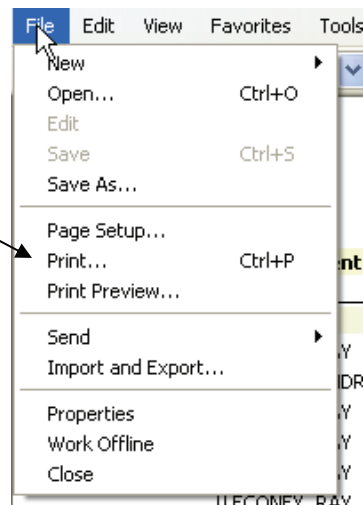 File Edit View Favorites Tools
New
Open... Ctrl+O
Edit
Save Ctrl+S
Save As...
Page Setup...
Print... Ctrl+P
Print Preview...
Send
Import and Export...
Properties
Work Offline
Close